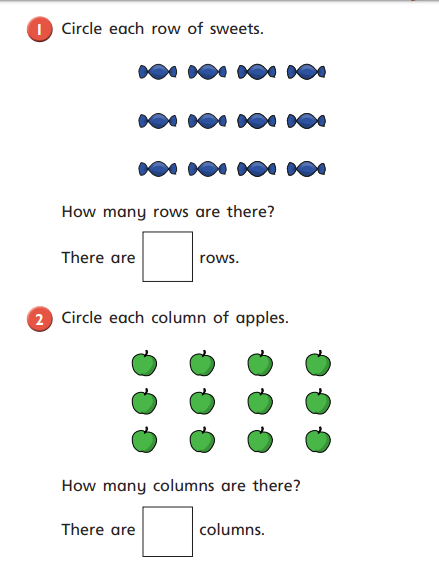 1 Circle each row of sweets.
How many rows are there?
There are rows.
2 Circle each column of apples.
How many columns are there?
There are columns.